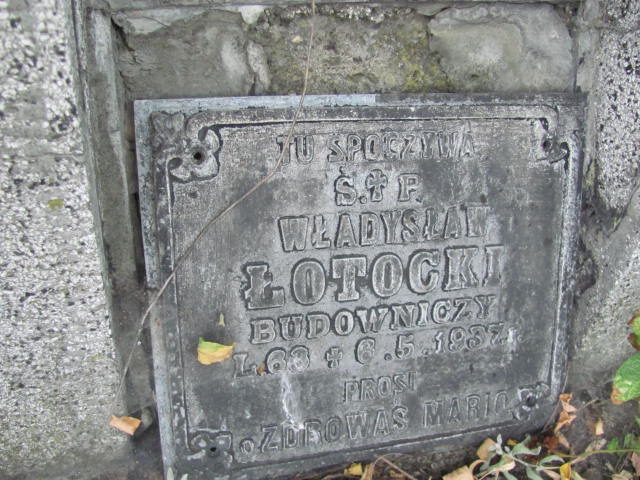 TU SPOCZYWA
Ś. † P.
WŁADYSŁAW
ŁOTOCKI
BUDOWNICZY
L. 63 † 6.5.1937.
PROSI
O ZDROWAŚ MARIO